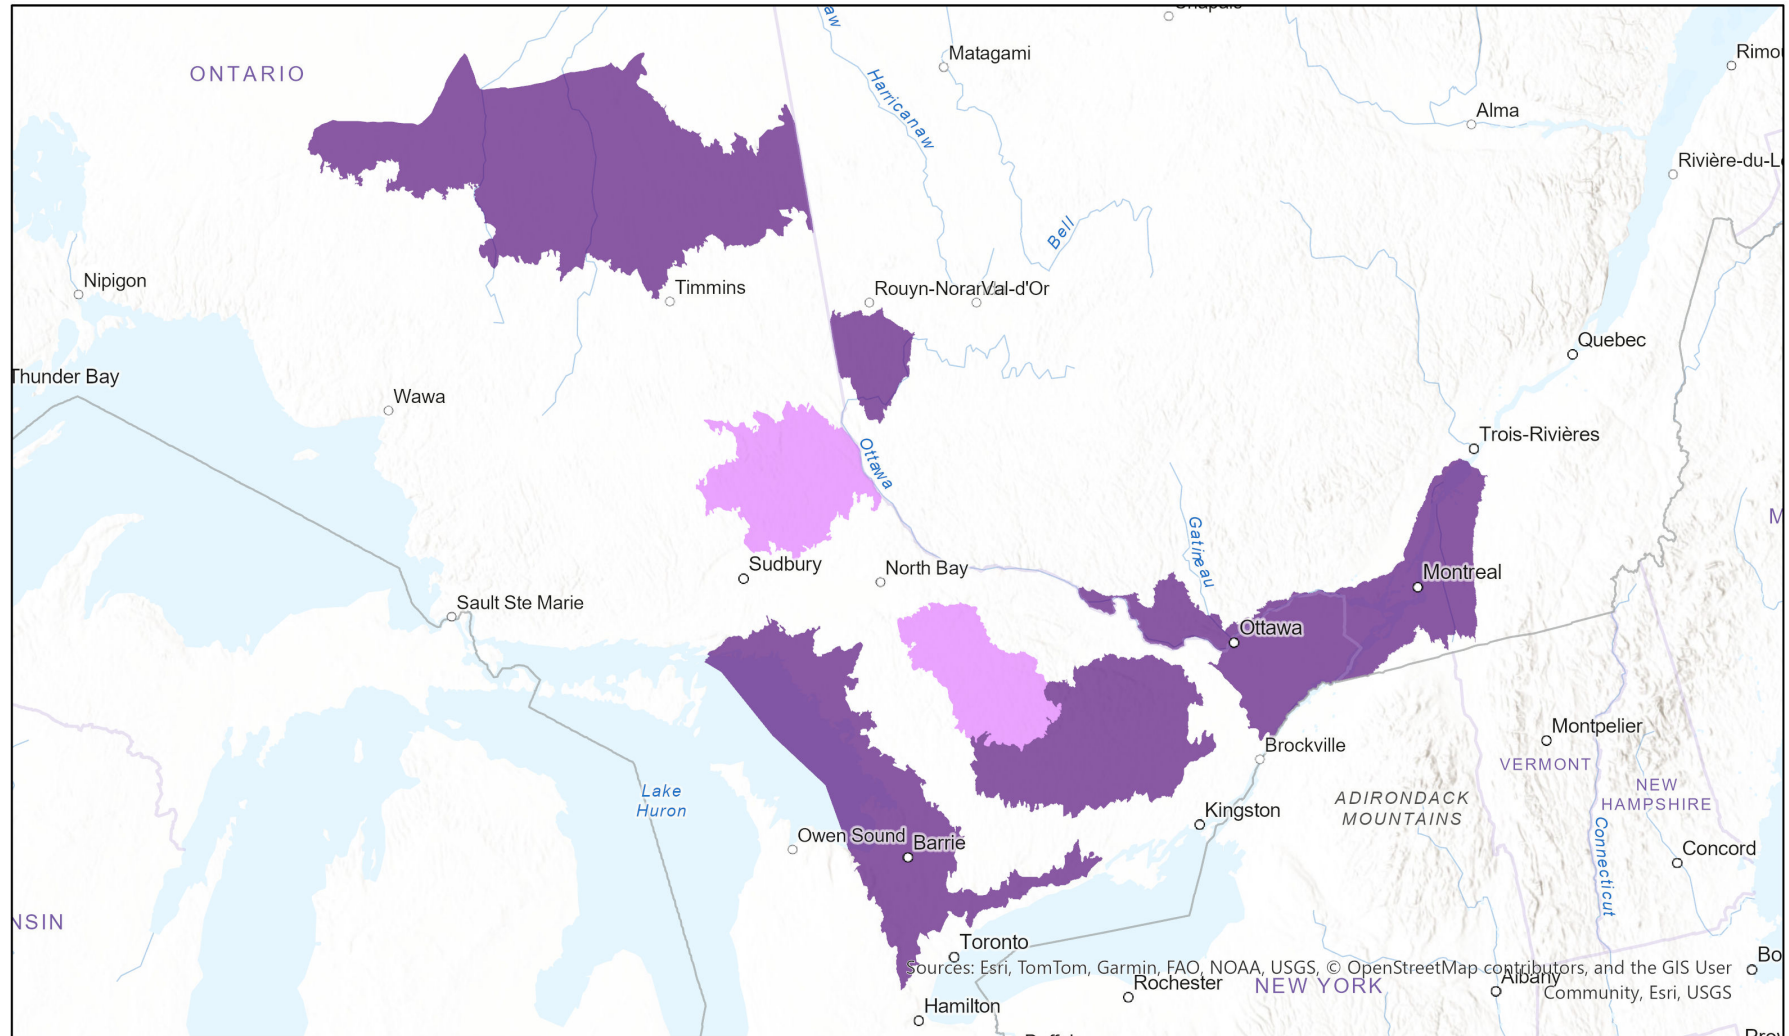 Matagami
Rimo
ONTARIO
Harricanaw
Alma
Rivière-du-L
Bell
Nipigon
Timmins
Rouyn-Noran
Val-d'Or
Quebec
Thunder Bay
Wawa
Trois-Rivières
Ottawa
Gatineau
Sudbury
North Bay
Montreal
Sault Ste Marie
Ottawa
Montpelier
Brockville
VERMONT
NEW
HAMPSHIRE
Lake
Huron
ADIRONDACK
MOUNTAINS
Kingston
Owen Sound
Barrie
Connecticut
Concord
NSIN
Toronto
Sources: Esri, TomTom, Garmin, FAO, NOAA, USGS, © OpenStreetMap contributors, and the GIS User
Community, Esri, USGS
Rochester
NEW YORK
Albany
Bo
Hamilton